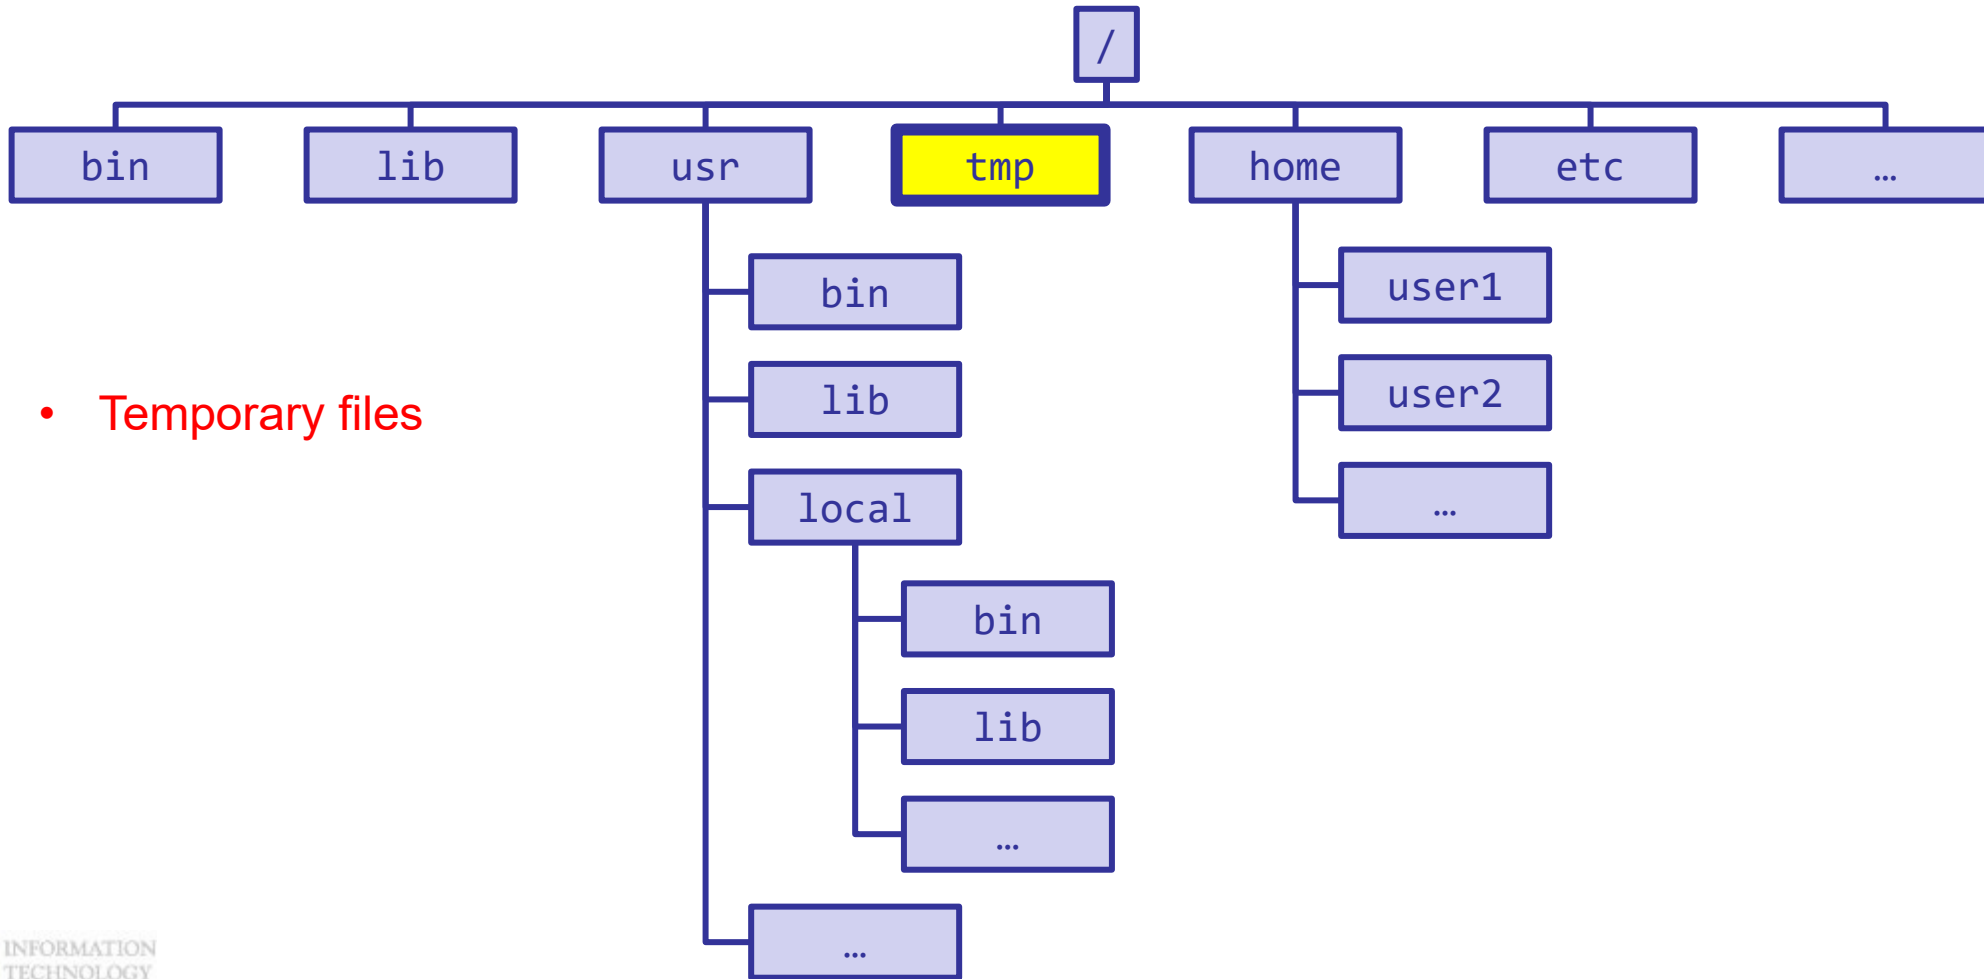 /
bin lib usr tmp home etc …
bin
lib
local
bin
lib
…
…
user1
user2
…
• Temporary files
INFORMATION
TECHNOLOGY